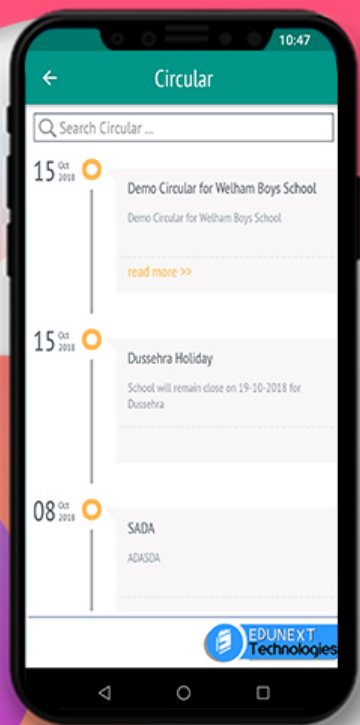 10:47
Circular
Search Circular ...
15 Oct
2018
Demo Circular for Welham Boys School
Demo Circular for Welham Boys School
read more >>
15 Oct
2018
Dussehra Holiday
School will remain close on 19-10-2018 for
Dussehra
08 Oct
2018
SADA
ADASDA
EDUNEXT
Technologies